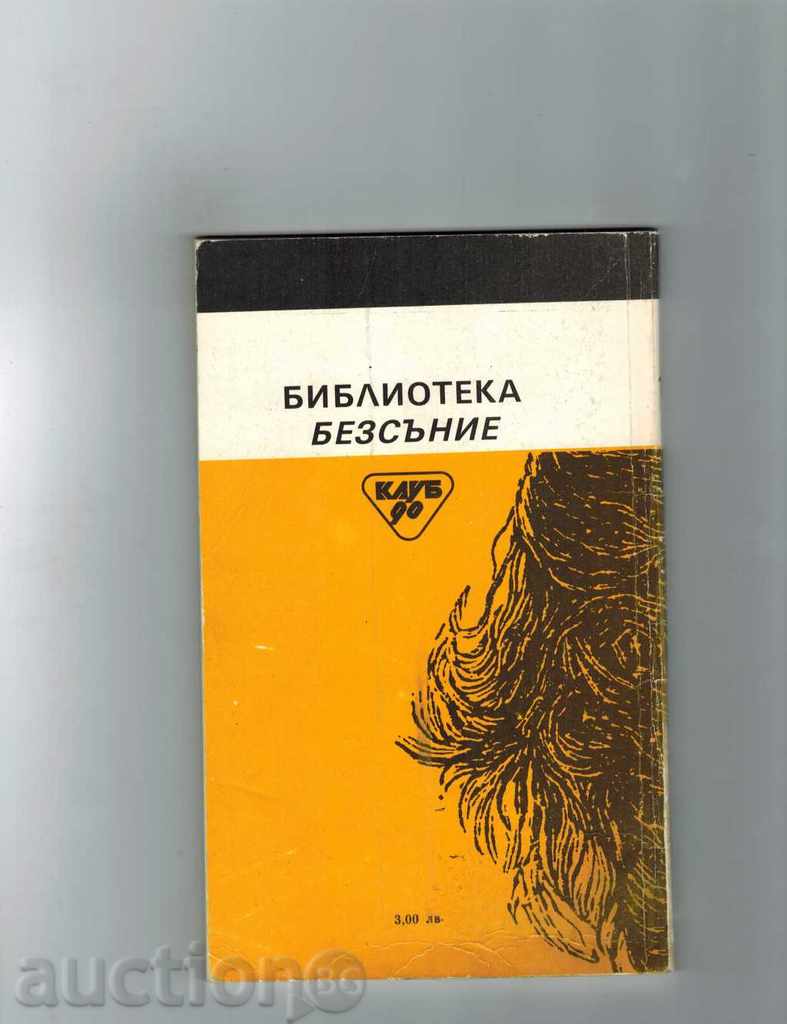 БИБЛИОТЕКА
БЕЗСЪНИЕ
КЛУБ
90
3,00 лв.
auction BG